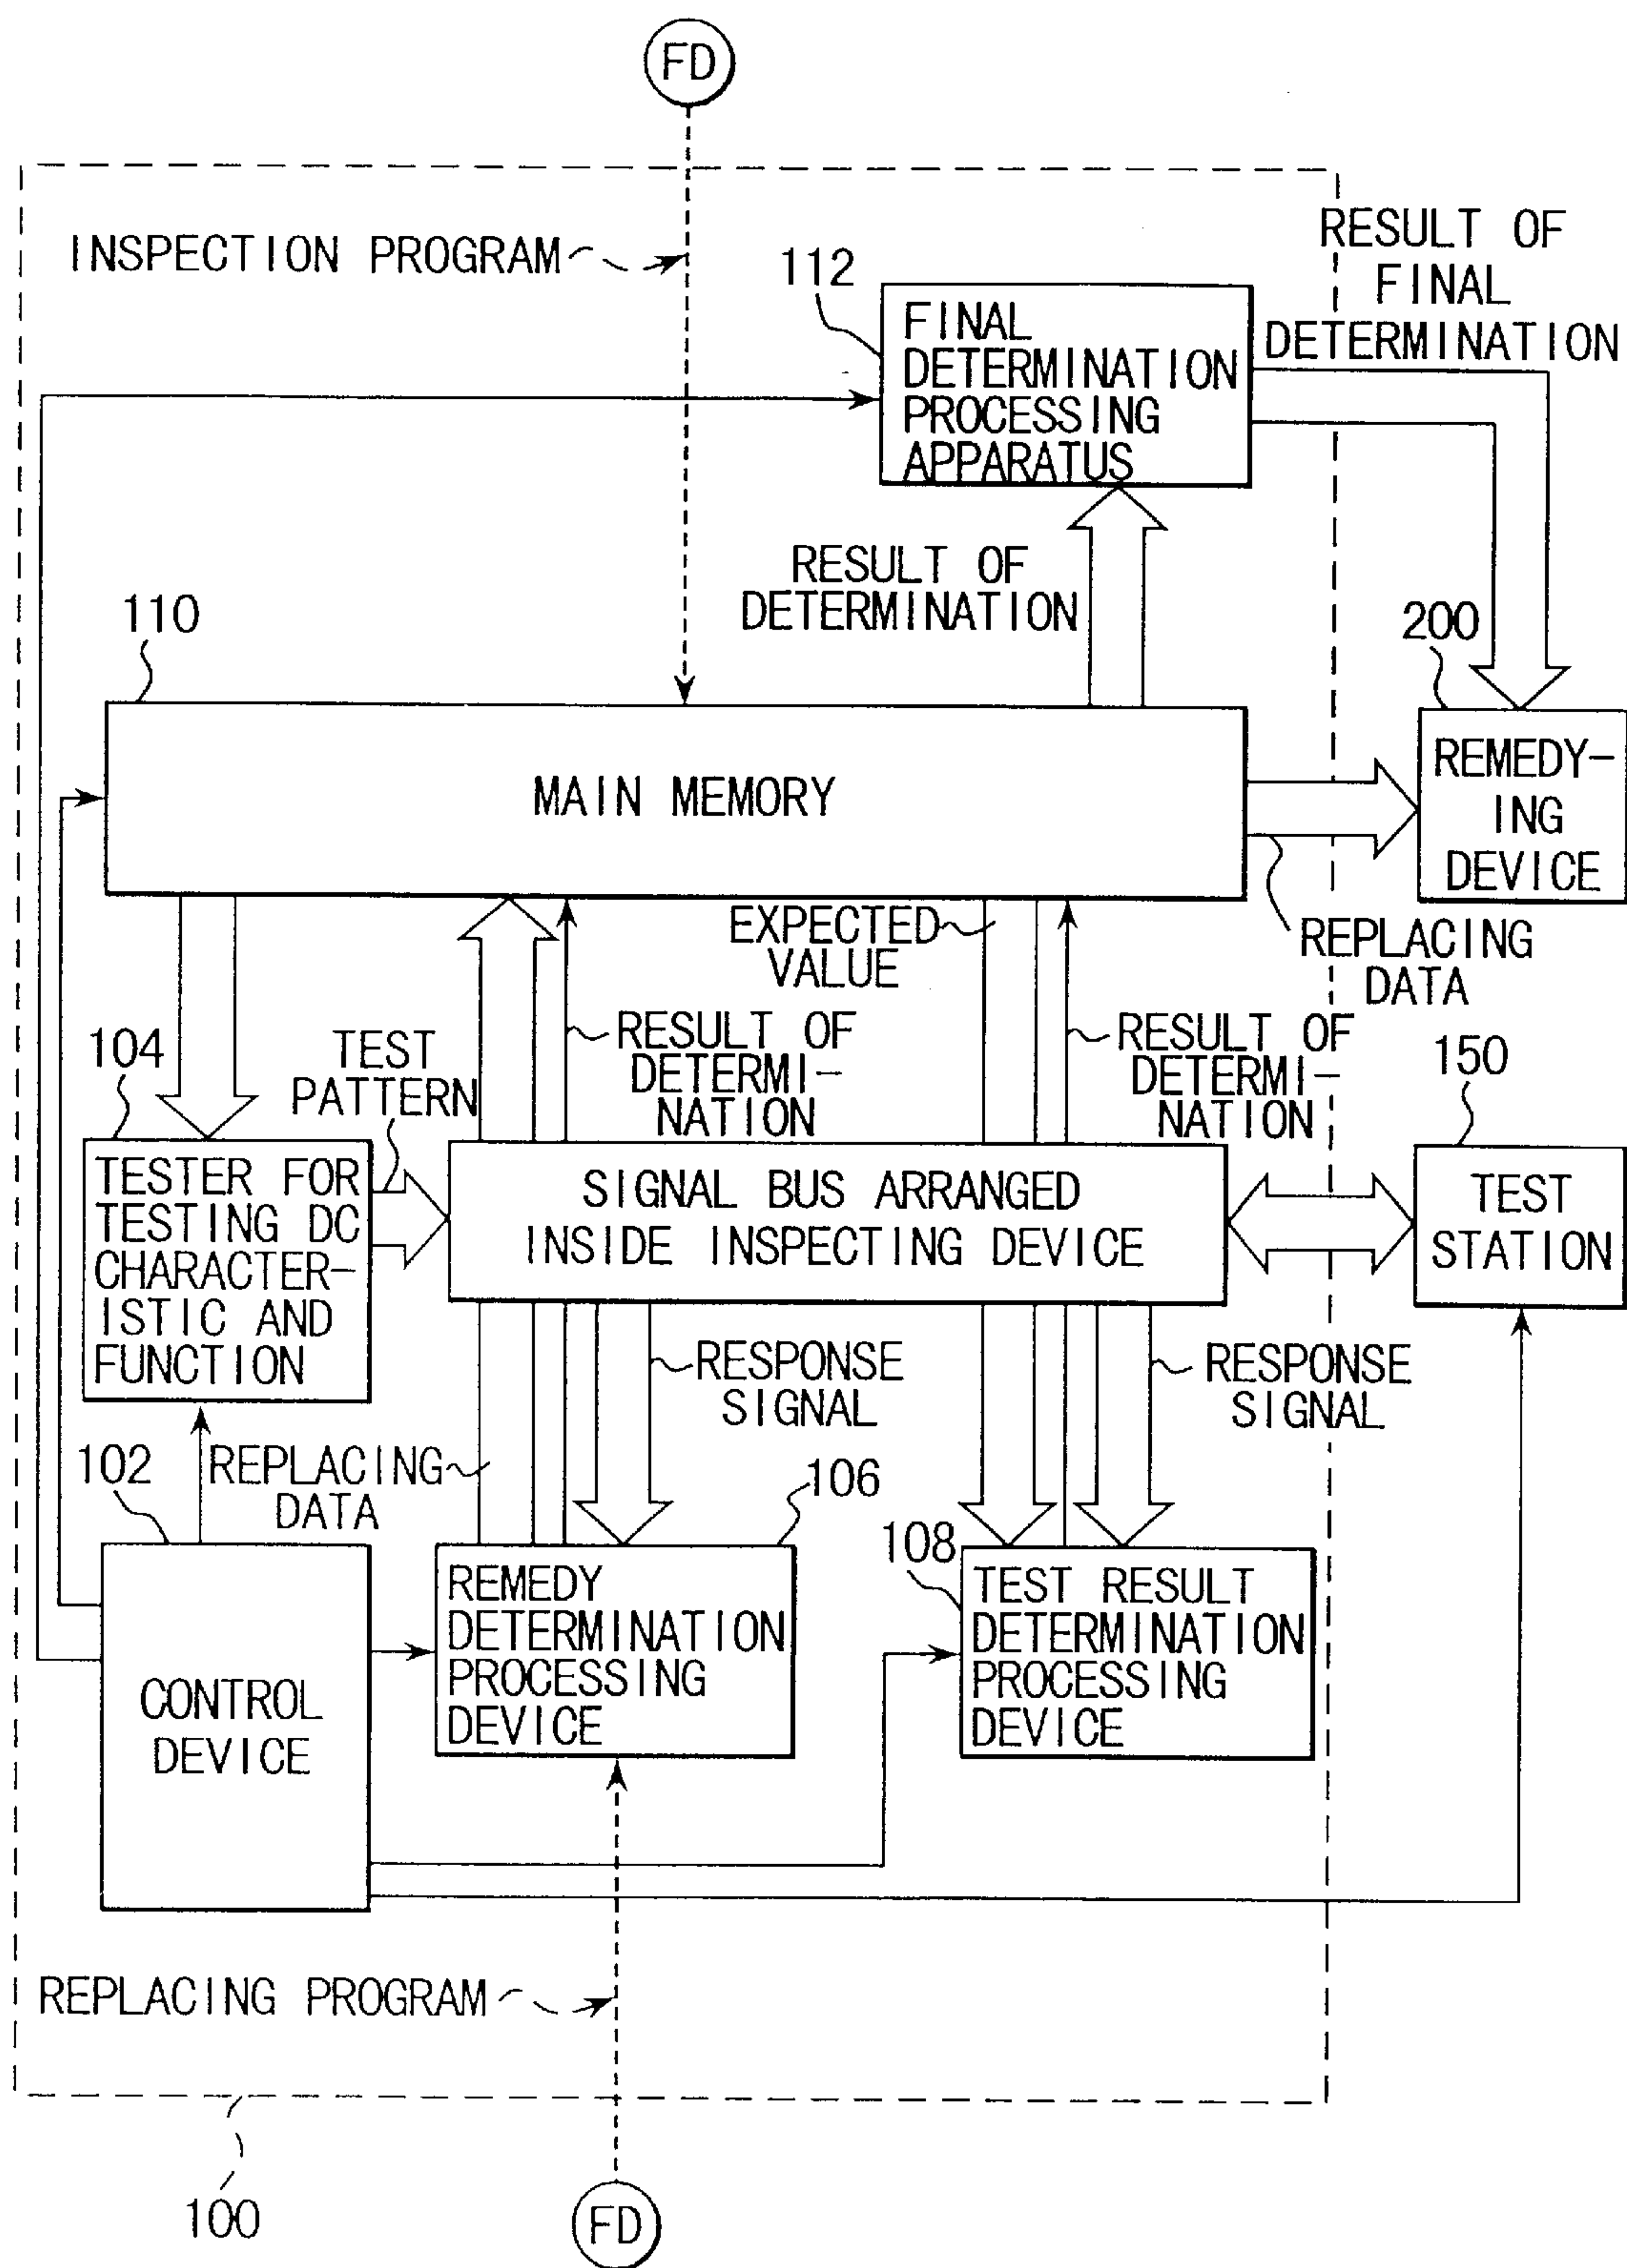 FD
INSPECTION PROGRAM
RESULT OF
FINAL
DETERMINATION
112
FINAL
DETERMINATION
PROCESSING
APPARATUS
RESULT OF
DETERMINATION
110
200
MAIN MEMORY
REMEDY-
ING
DEVICE
EXPECTED
VALUE
REPLACING
DATA
RESULT OF
DETERMI-
NATION
RESULT OF
DETERMI-
NATION
104
TEST
PATTERN
150
TESTER FOR
TESTING DC
CHARACTER-
ISTIC AND
FUNCTION
SIGNAL BUS ARRANGED
INSIDE INSPECTING DEVICE
TEST
STATION
RESPONSE
SIGNAL
RESPONSE
SIGNAL
102
REPLACING
DATA
106
108
CONTROL
DEVICE
REMEDY
DETERMINATION
PROCESSING
DEVICE
TEST RESULT
DETERMINATION
PROCESSING
DEVICE
REPLACING PROGRAM
100
FD